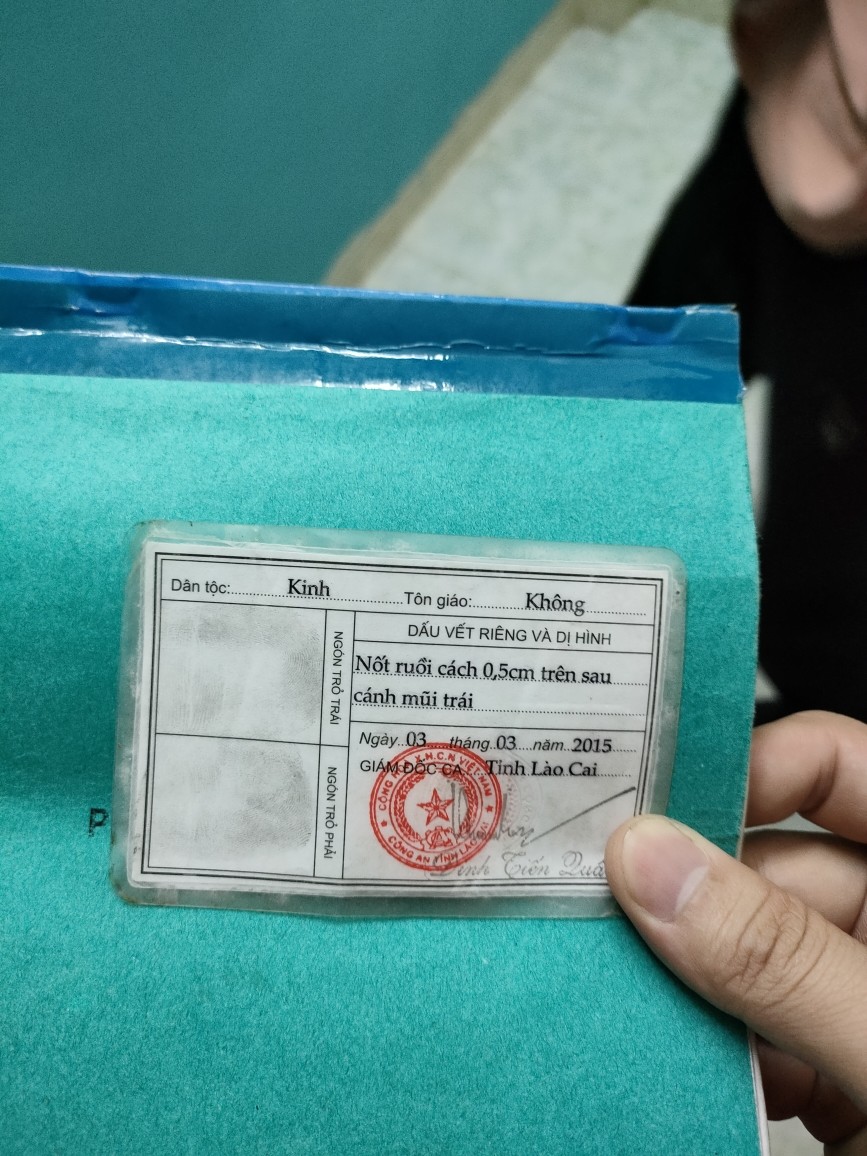 Dân tộc: Kinh Tôn giáo: Không
NGÓN TRỎ TRÁI
NGÓN TRỎ PHẢI
DẤU VẾT RIÊNG VÀ DỊ HÌNH
Nốt ruồi cách 0,5cm trên sau
cánh mũi trái
Ngày 03 tháng 03 năm 2015
GIÁM ĐỐC CA Tỉnh Lào Cai
CÔNG AN TỈNH LÀO
Đinh Tiến